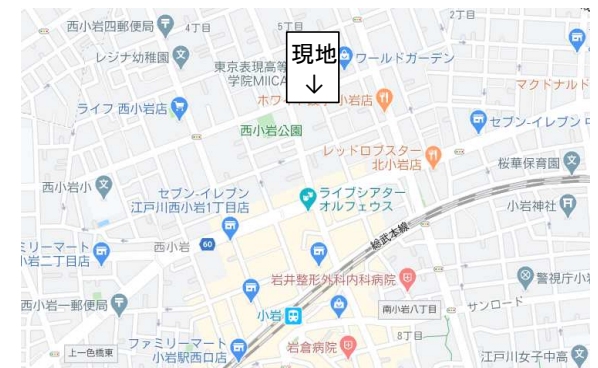 西小岩四郵便局
4丁目
5丁目
2丁目
レジナ幼稚園
東京表現高等
学院MIICA
現地
↓
ワールドガーデン
マクドナルド
ライフ 西小岩店
小岩店
セブン-イレブン
西小岩公園
レッドロブスター
北小岩店
桜華保育園
西小岩小
セブン-イレブン
江戸川西小岩1丁目店
ライブシアター
オルフェウス
小岩神社
ミリーマート
小岩二丁目店
西小岩
60
総武本線
岩井整形外科内科病院
警視庁小
西小岩一郵便局
小岩
南小岩八丁目
サンロード
8丁目
上一色橋東
ファミリーマート
小岩駅西口店
岩倉病院
江戸川女子中高